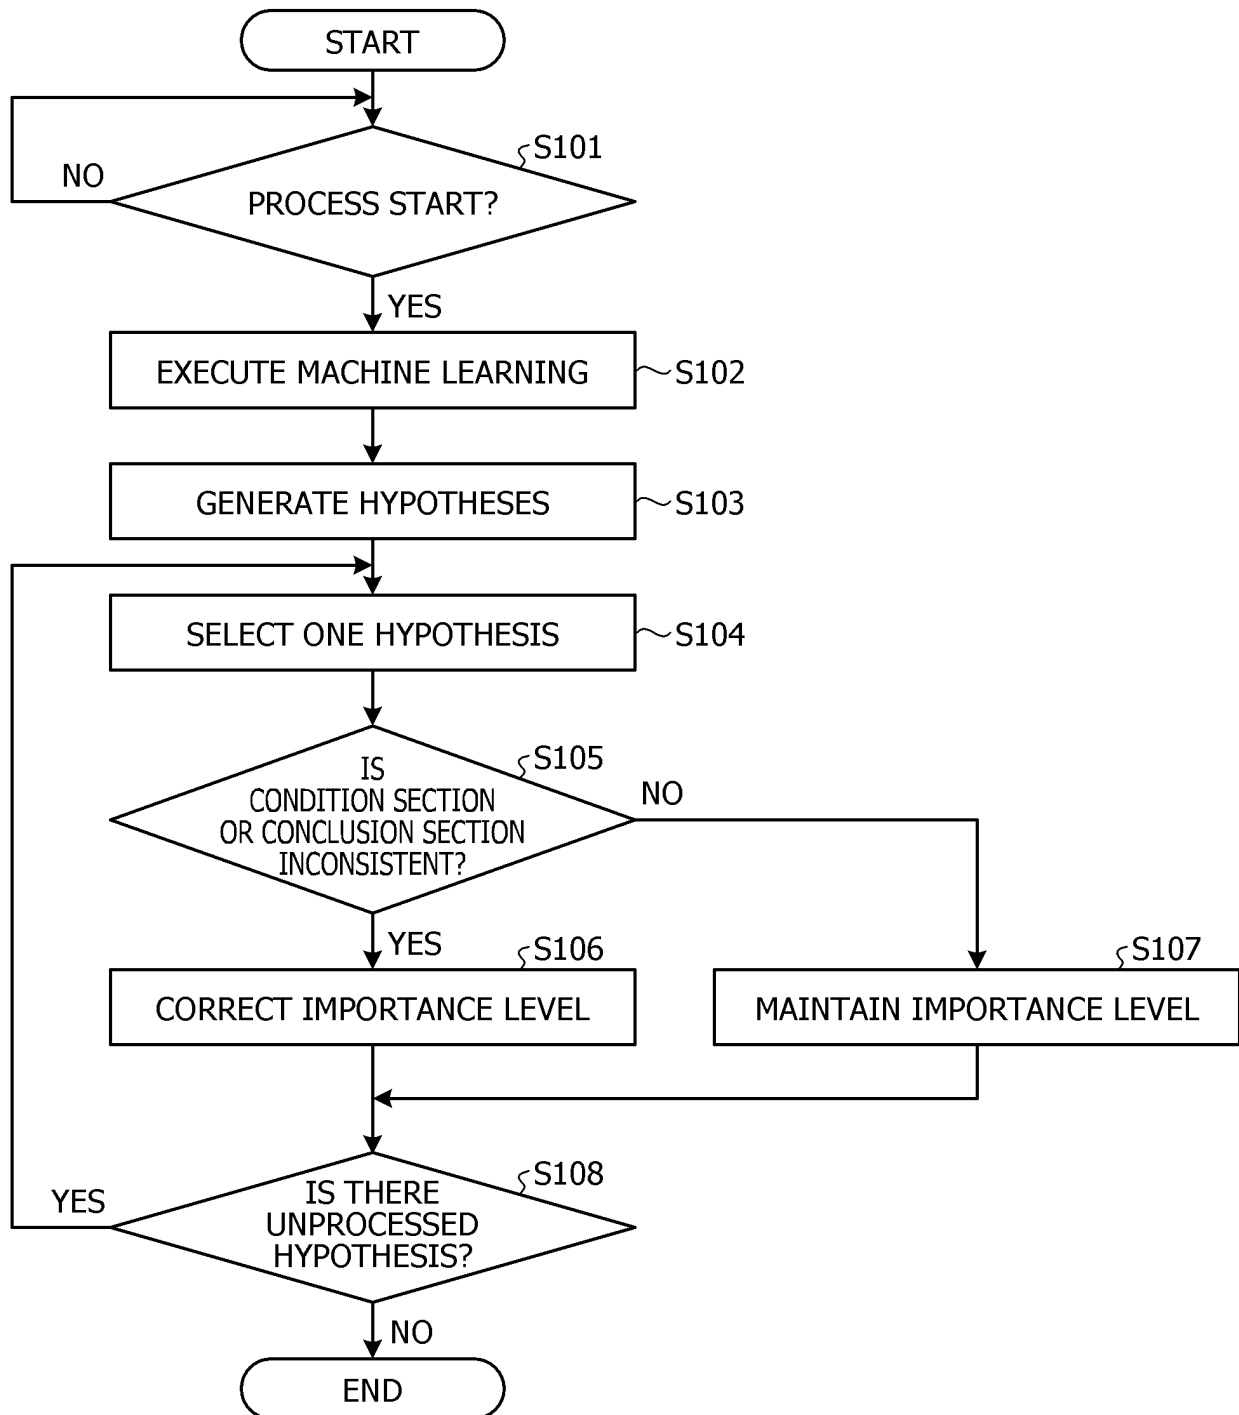 START
S101
NO
PROCESS START?
YES
EXECUTE MACHINE LEARNING
S102
GENERATE HYPOTHESES
S103
SELECT ONE HYPOTHESIS
S104
S105
IS
CONDITION SECTION
OR CONCLUSION SECTION
INCONSISTENT?
NO
YES
S106
CORRECT IMPORTANCE LEVEL
S107
MAINTAIN IMPORTANCE LEVEL
S108
YES
IS THERE
UNPROCESSED
HYPOTHESIS?
NO
END